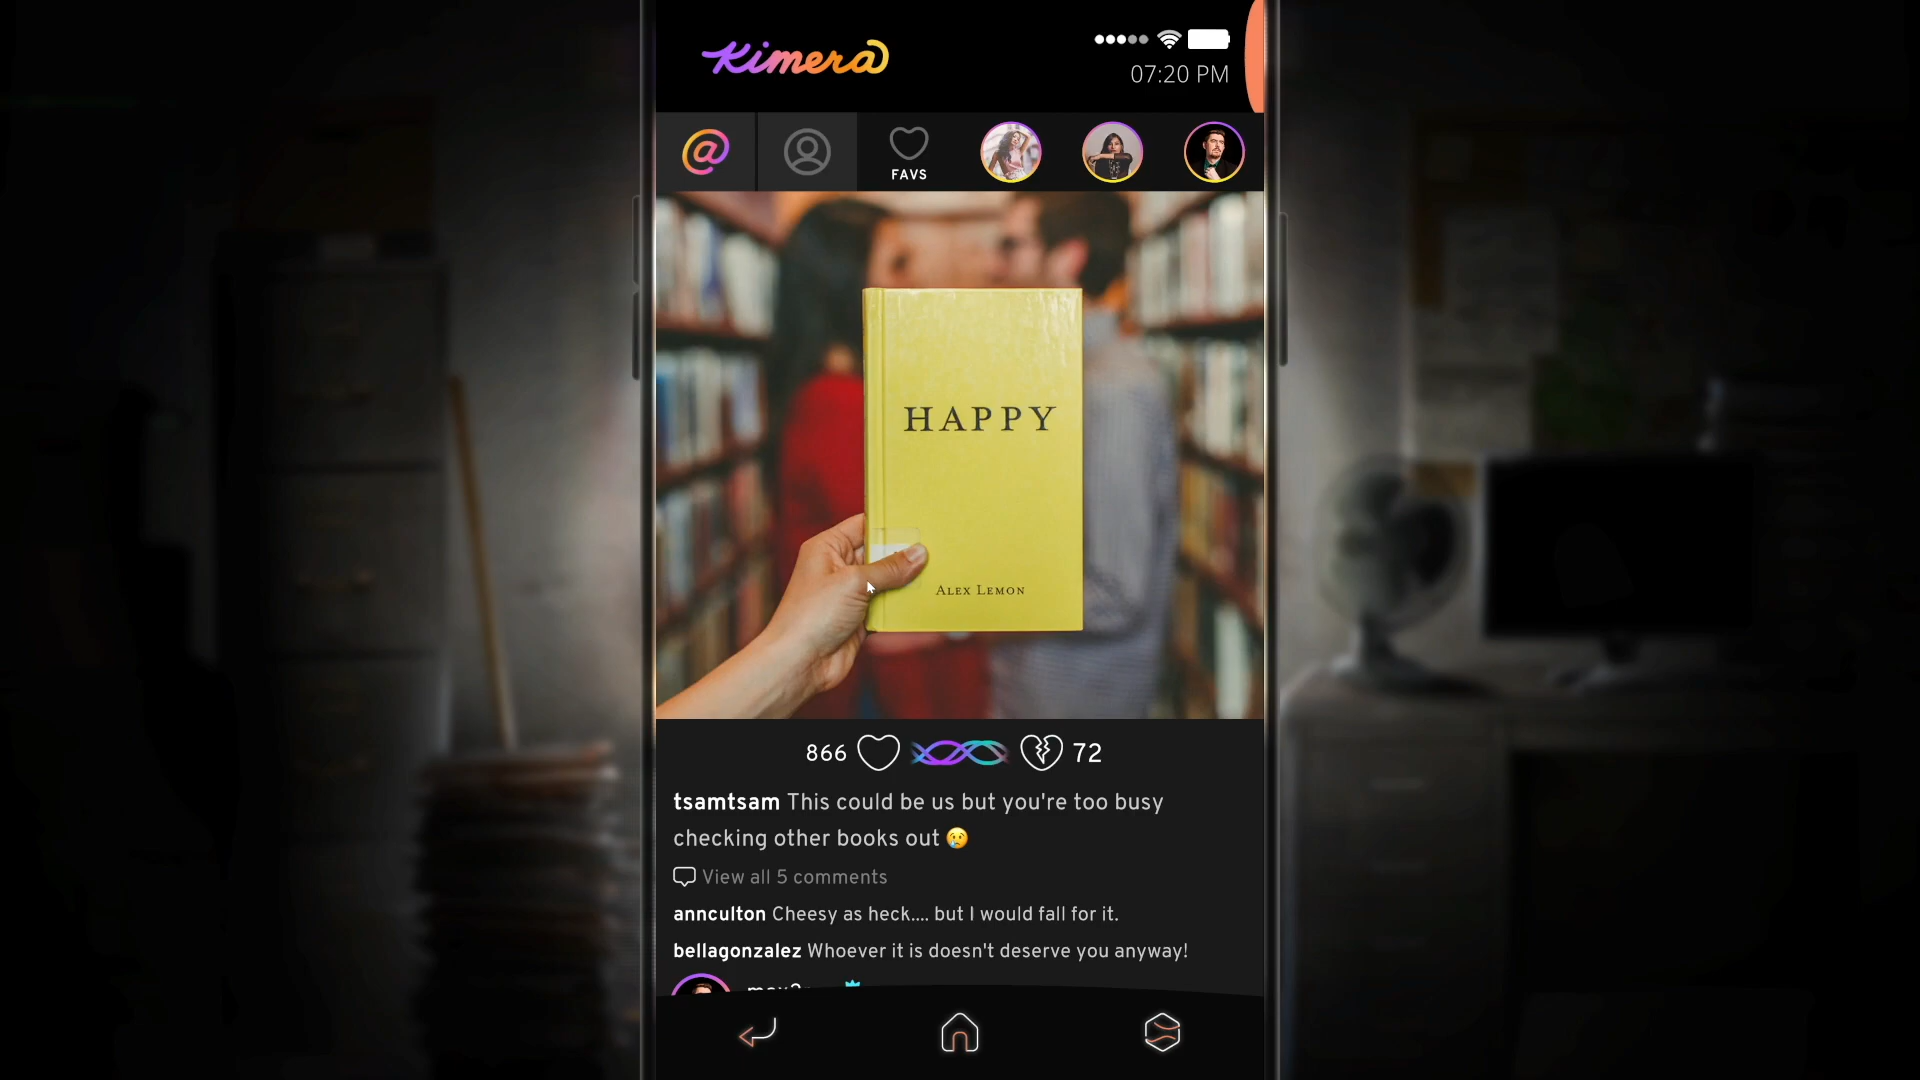 Kimera
07:20 PM
@
FAVS
HAPPY
ALEX LEMON
866
72
tsamtsam This could be us but you're too busy
checking other books out 😢
View all 5 comments
annculton Cheesy as heck.... but I would fall for it.
bellagonzalez Whoever it is doesn't deserve you anyway!